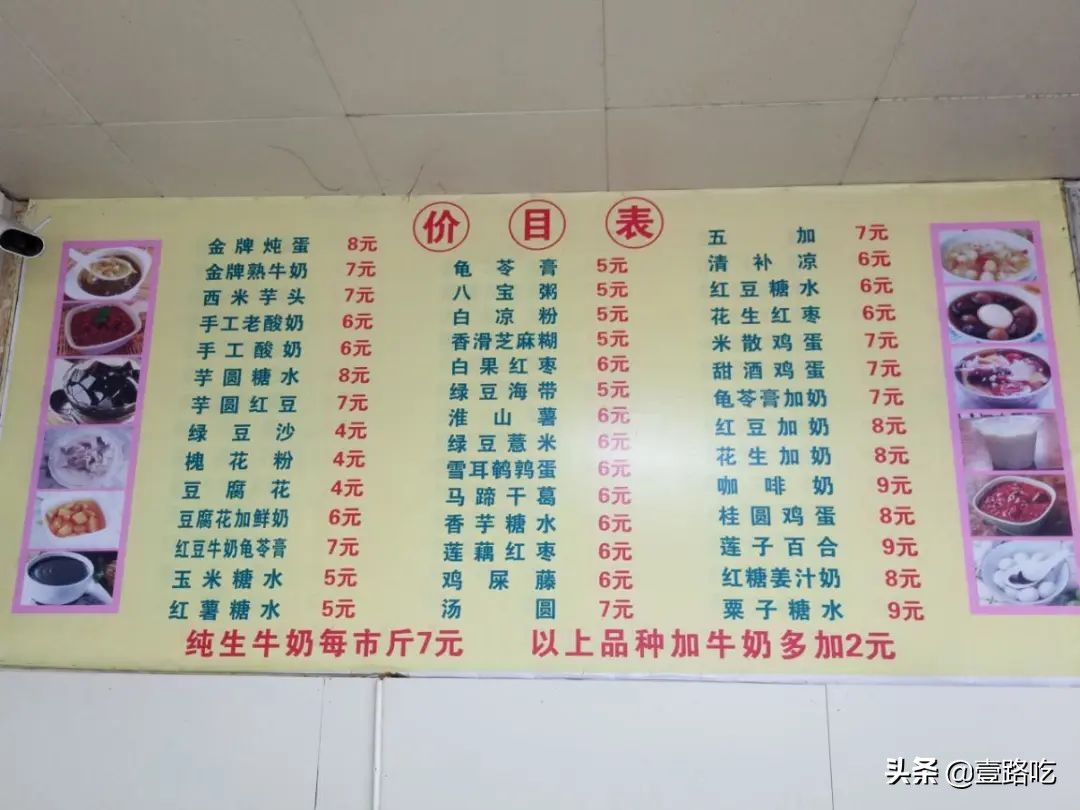 价目表
金牌炖蛋 8元
金牌熟牛奶 7元
西米芋头 7元
手工老酸奶 6元
手工酸奶 6元
芋圆糖水 8元
芋圆红豆 7元
绿豆沙 4元
槐花粉 4元
豆腐花 4元
豆腐花加鲜奶 6元
红豆牛奶龟苓膏 7元
玉米糖水 5元
红薯糖水 5元
龟苓膏 5元
八宝粥 5元
白凉粉 5元
香滑芝麻糊 5元
白果红枣 6元
绿豆海带 5元
淮山薯 6元
绿豆薏米 6元
雪耳鹌鹑蛋 6元
马蹄干葛 6元
香芋糖水 6元
莲藕红枣 6元
鸡屎藤 6元
汤圆 7元
五加 7元
清补凉 6元
红豆糖水 6元
花生红枣 6元
米散鸡蛋 7元
甜酒鸡蛋 7元
龟苓膏加奶 7元
红豆加奶 8元
花生加奶 8元
咖啡奶 9元
桂圆鸡蛋 8元
莲子百合 9元
红糖姜汁奶 8元
粟子糖水 9元
纯生牛奶每市斤7元 以上品种加牛奶多加2元
头条 @壹路吃